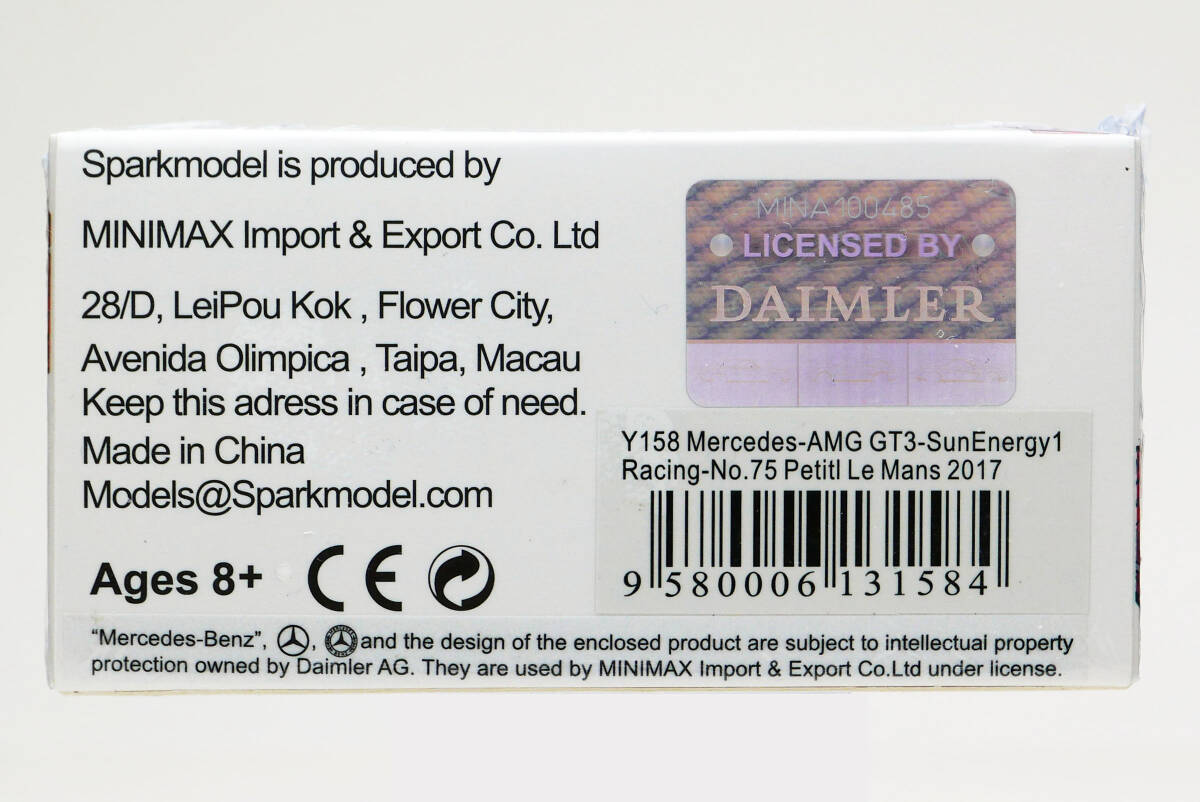 Sparkmodel is produced by
MINIMAX Import & Export Co. Ltd
28/D, LeiPou Kok , Flower City,
Avenida Olimpica , Taipa, Macau
Keep this adress in case of need.
Made in China
Models@Sparkmodel.com
Ages 8+ CE
MINA100485
LICENSED BY
DAIMLER
Y158 Mercedes-AMG GT3-SunEnergy1
Racing-No.75 Petitl Le Mans 2017
9 580006 131584
“Mercedes-Benz”, , and the design of the enclosed product are subject to intellectual property
protection owned by Daimler AG. They are used by MINIMAX Import & Export Co.Ltd under license.